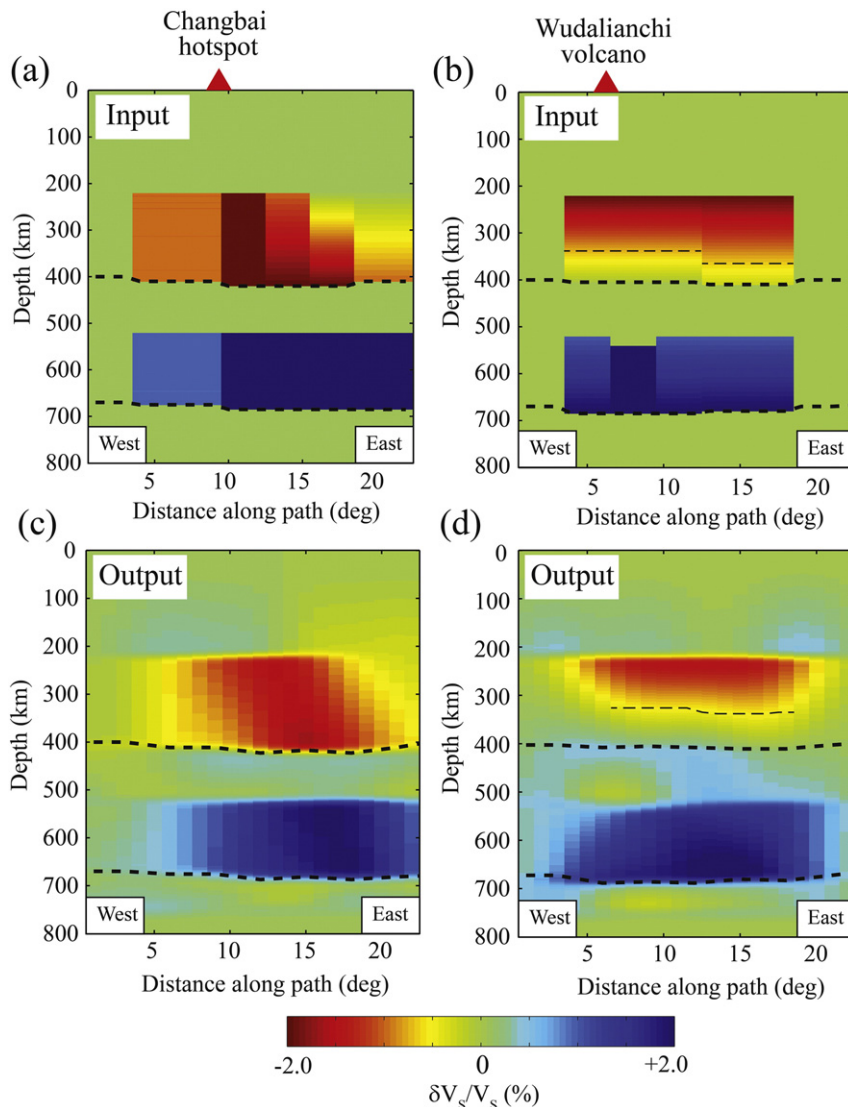 Changbai
hotspot
Wudalianchi
volcano
(a)
(b)
0
100
200
300
400
500
600
700
800
Depth (km)
Input
West
East
5
10
15
20
Distance along path (deg)
0
100
200
300
400
500
600
700
800
Depth (km)
Input
West
East
5
10
15
20
Distance along path (deg)
(c)
(d)
0
100
200
300
400
500
600
700
800
Depth (km)
Output
West
East
5
10
15
20
Distance along path (deg)
0
100
200
300
400
500
600
700
800
Depth (km)
Output
West
East
5
10
15
20
Distance along path (deg)
-2.0
0
+2.0
δVs/Vs (%)